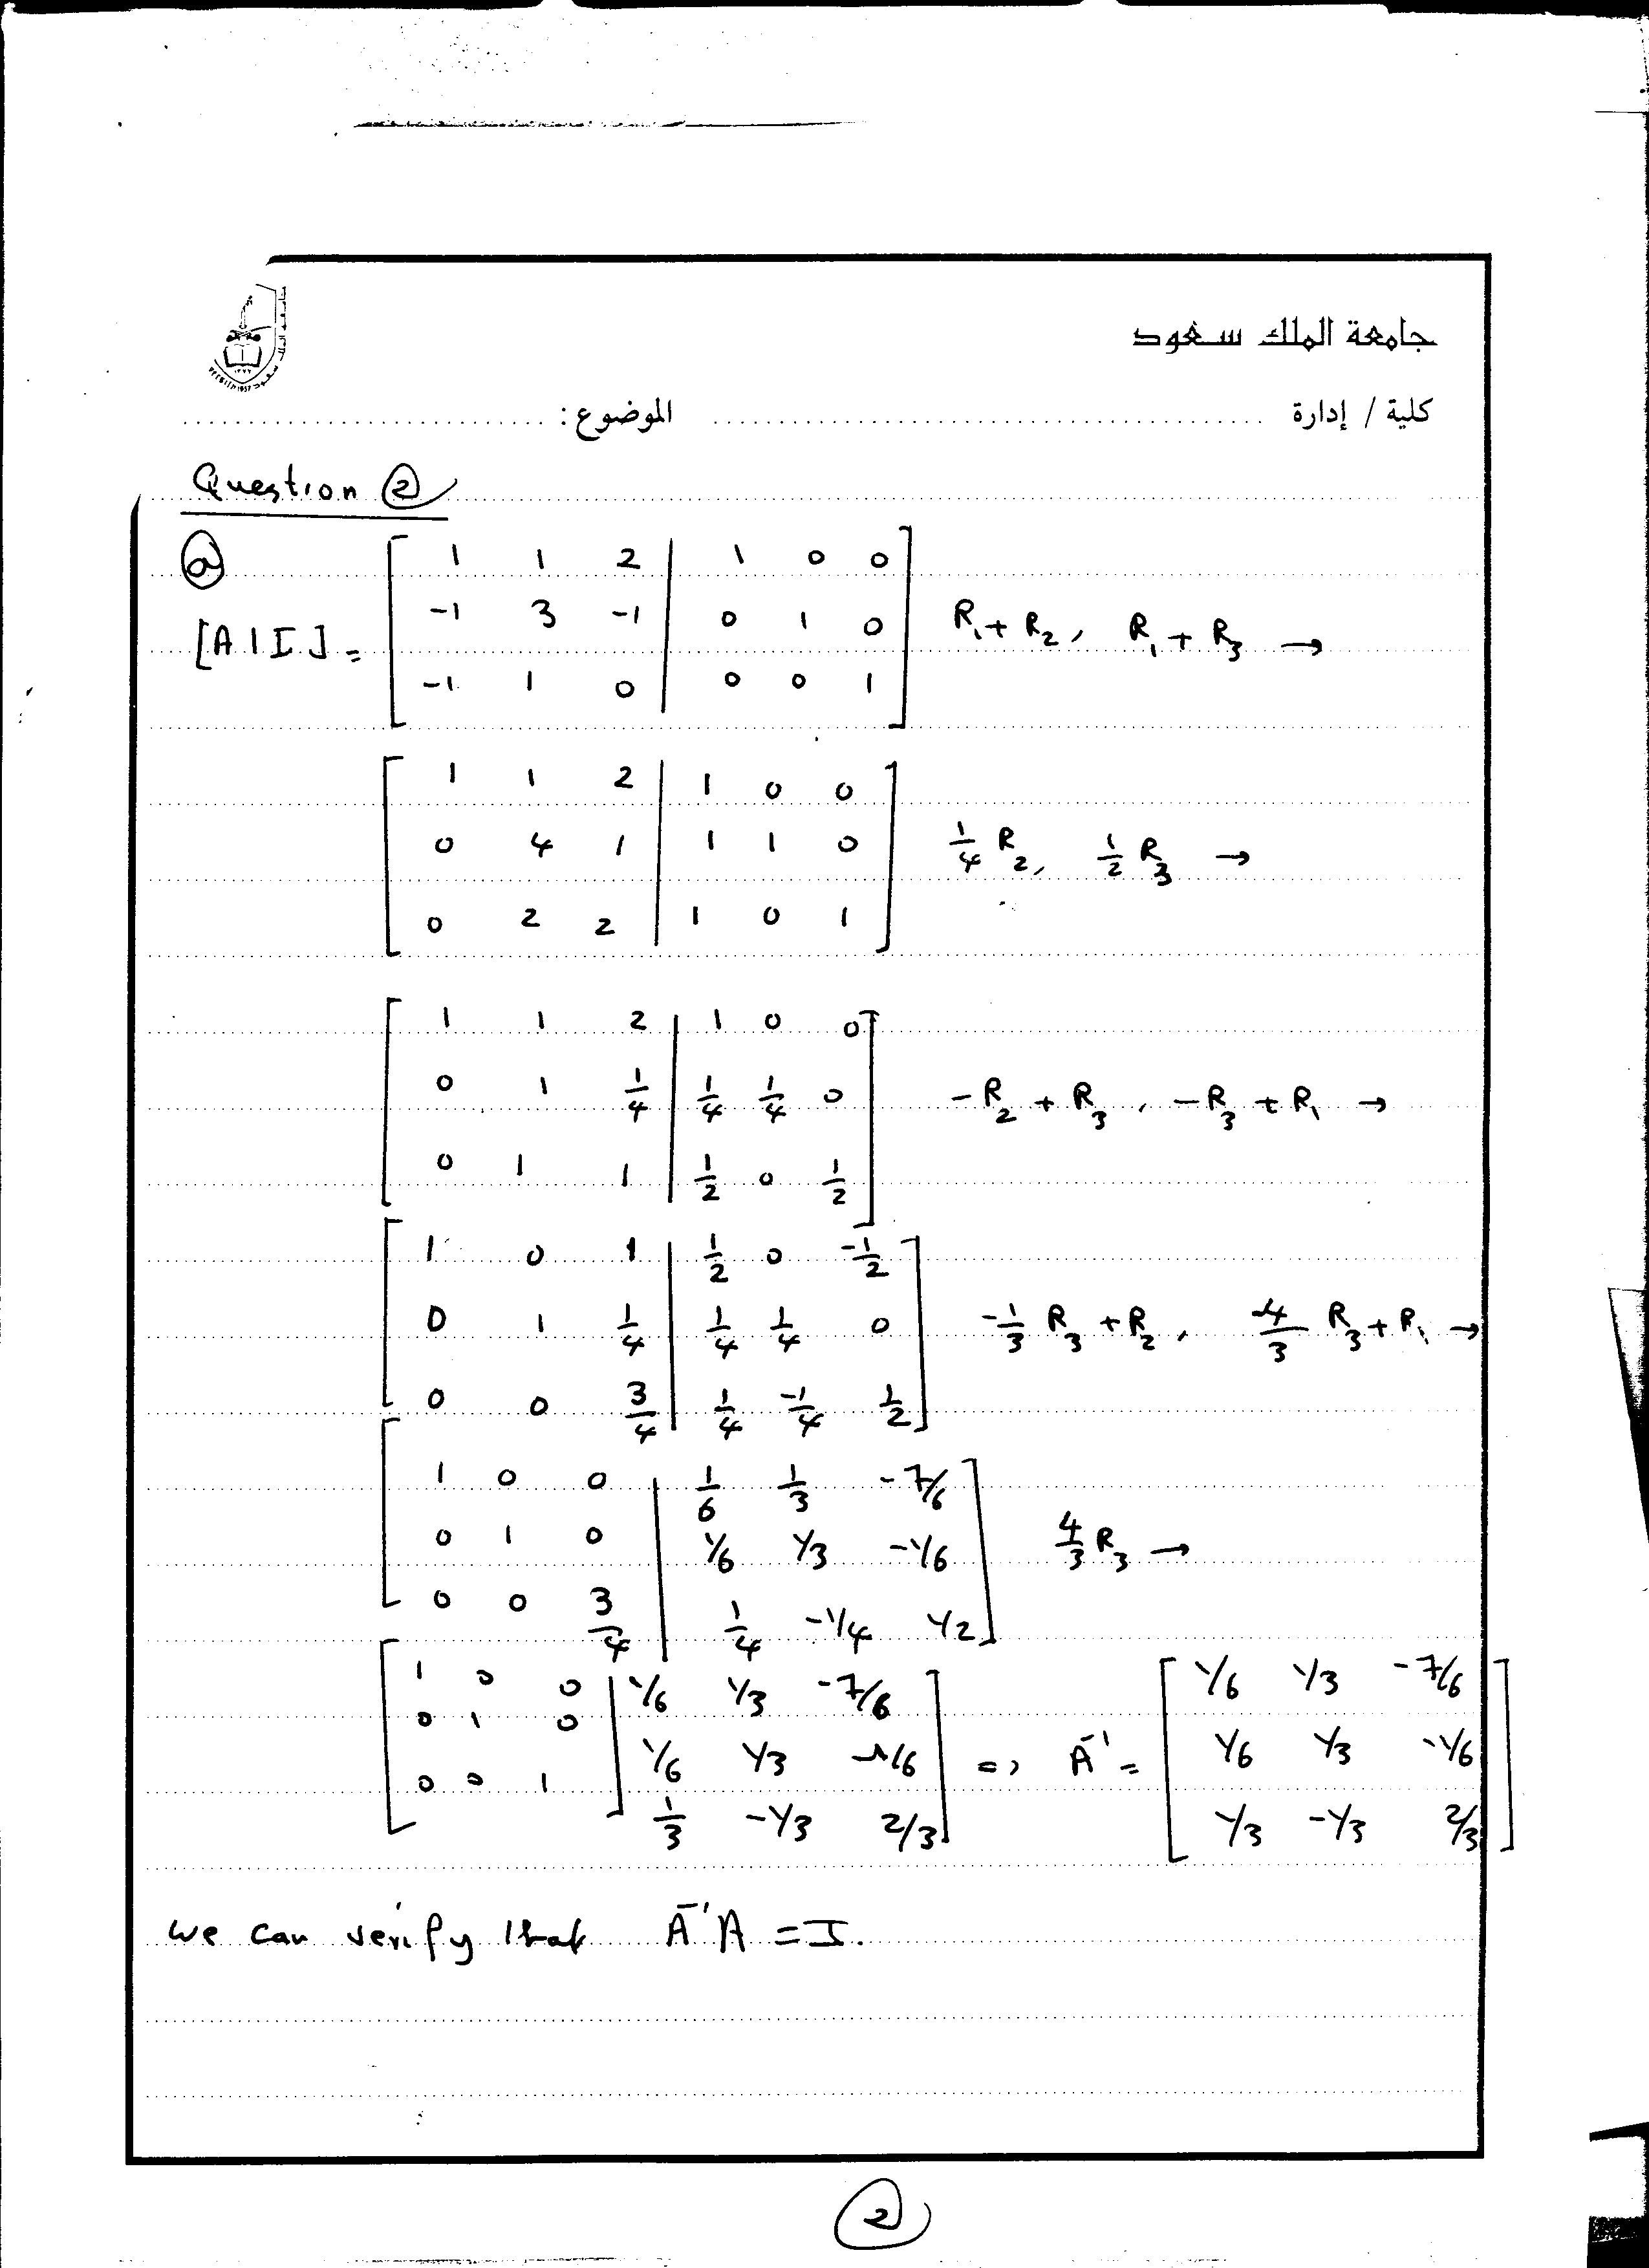 جامعة الملك سعود
كلية / إدارة ........ الموضوع: ........
Question ②
ⓐ
[A | I] = [ 1 1 2 | 1 0 0 ]
[ -1 3 -1 | 0 1 0 ] R₁ + R₂, R₁ + R₃ →
[ -1 1 0 | 0 0 1 ]
[ 1 1 2 | 1 0 0 ]
[ 0 4 1 | 1 1 0 ] 1/4 R₂, 1/2 R₃ →
[ 0 2 2 | 1 0 1 ]
[ 1 1 2 | 1 0 0 ]
[ 0 1 1/4 | 1/4 1/4 0 ] -R₂ + R₃, -R₃ + R₁ →
[ 0 1 1 | 1/2 0 1/2 ]
[ 1 0 1 | 1/2 0 -1/2 ]
[ 0 1 1/4 | 1/4 1/4 0 ] -1/3 R₃ + R₂, -4/3 R₃ + R₁ →
[ 0 0 3/4 | 1/4 -1/4 1/2 ]
[ 1 0 0 | 1/6 1/3 -7/6 ]
[ 0 1 0 | 1/6 1/3 -1/6 ] 4/3 R₃ →
[ 0 0 3/4 | 1/4 -1/4 1/2 ]
[ 1 0 0 | 1/6 1/3 -7/6 ] [ 1/6 1/3 -7/6 ]
[ 0 1 0 | 1/6 1/3 -1/6 ] => A⁻¹ = [ 1/6 1/3 -1/6 ]
[ 0 0 1 | 1/3 -1/3 2/3 ] [ 1/3 -1/3 2/3 ]
we can verify that A⁻¹A = I.
②